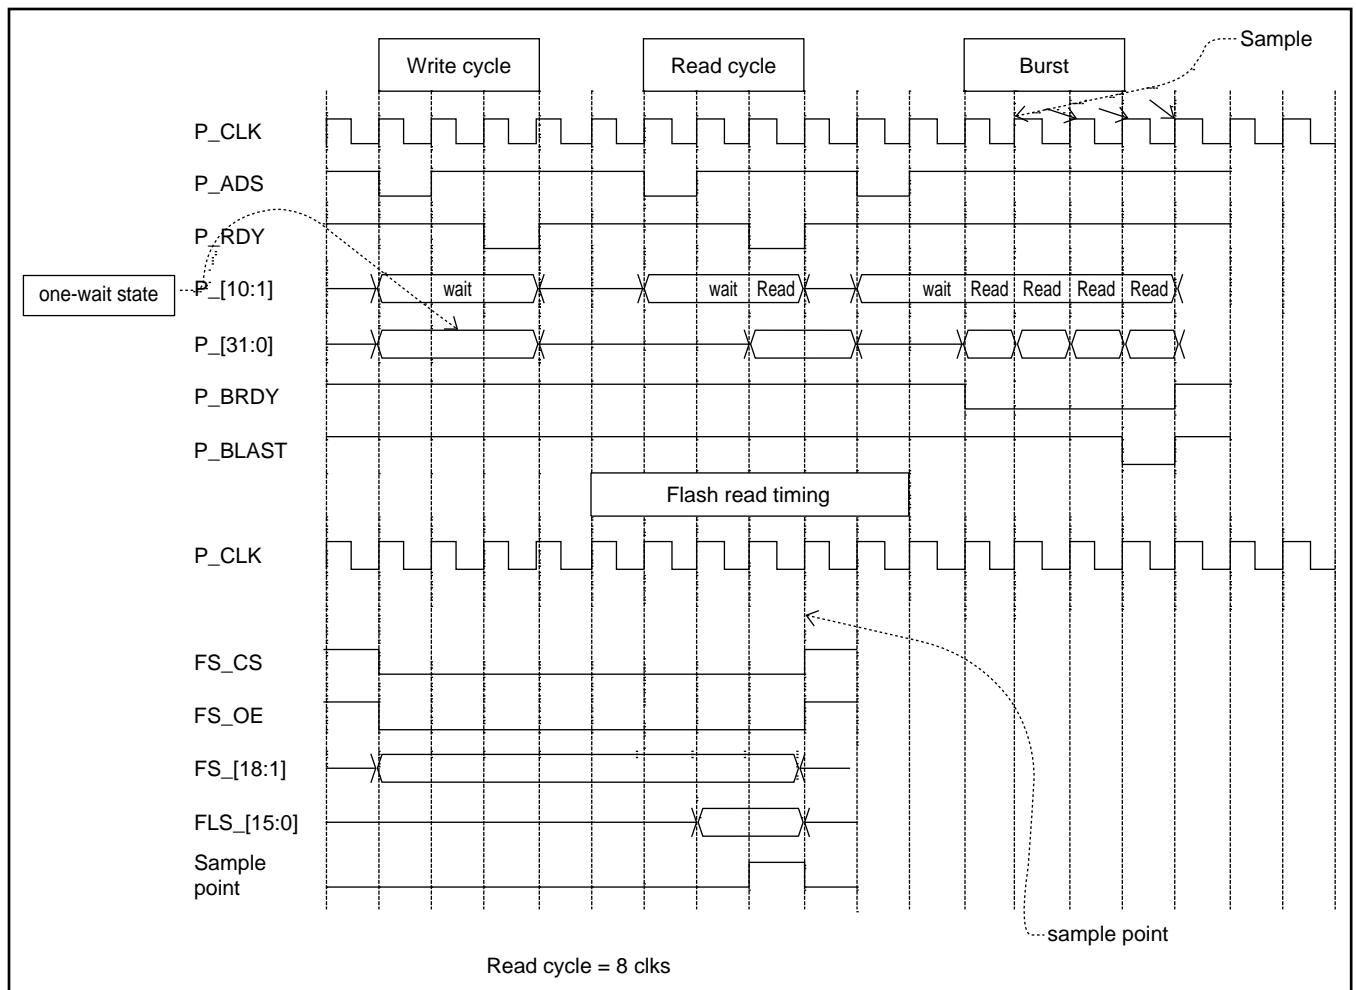 Write cycle
Read cycle
Burst
Sample
P_CLK
P_ADS
P_RDY
one-wait state
P_[10:1]
wait
wait
Read
wait
Read
Read
Read
Read
P_[31:0]
P_BRDY
P_BLAST
Flash read timing
P_CLK
FS_CS
FS_OE
FS_[18:1]
FLS_[15:0]
Sample
point
sample point
Read cycle = 8 clks